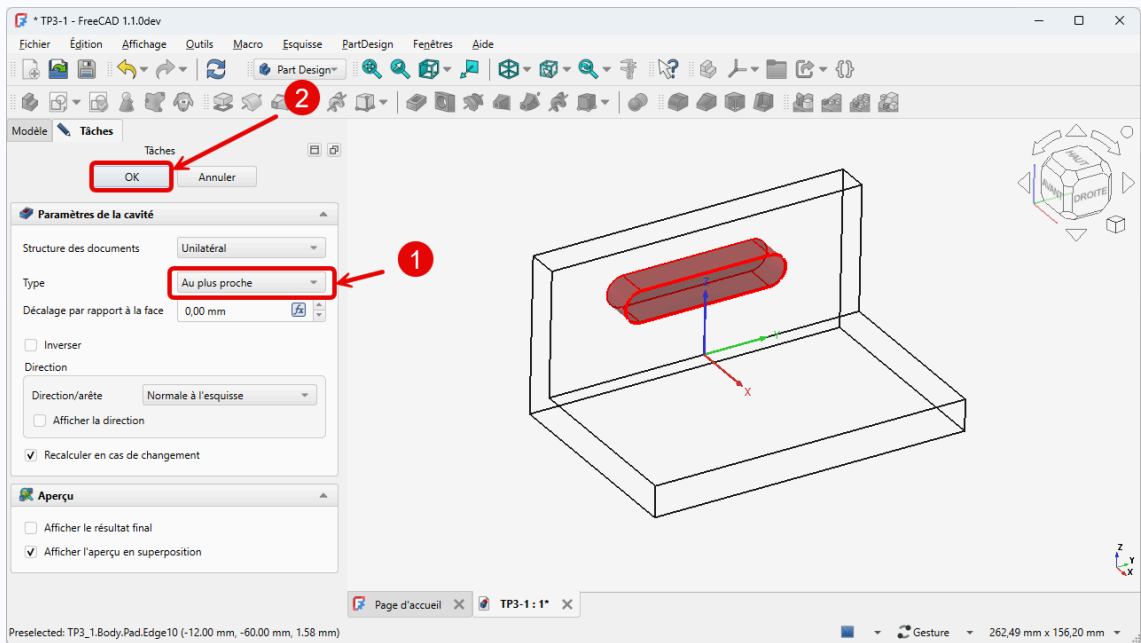 * TP3-1 - FreeCAD 1.1.0dev
Fichier Édition Affichage Outils Macro Esquisse PartDesign Fenêtres Aide
Part Design
2
Modèle Tâches
Tâches
OK Annuler
Paramètres de la cavité
Structure des documents Unilatéral
1
Type Au plus proche
Décalage par rapport à la face 0,00 mm fx
Inverser
Direction
Direction/arête Normale à l'esquisse
Afficher la direction
Recalculer en cas de changement
Aperçu
Afficher le résultat final
Afficher l'aperçu en superposition
HAUT
AVANT DROITE
Z
Y
X
Z
Y
X
Page d'accueil TP3-1 : 1*
Preselected: TP3_1.Body.Pad.Edge10 (-12.00 mm, -60.00 mm, 1.58 mm) Gesture 262,49 mm x 156,20 mm